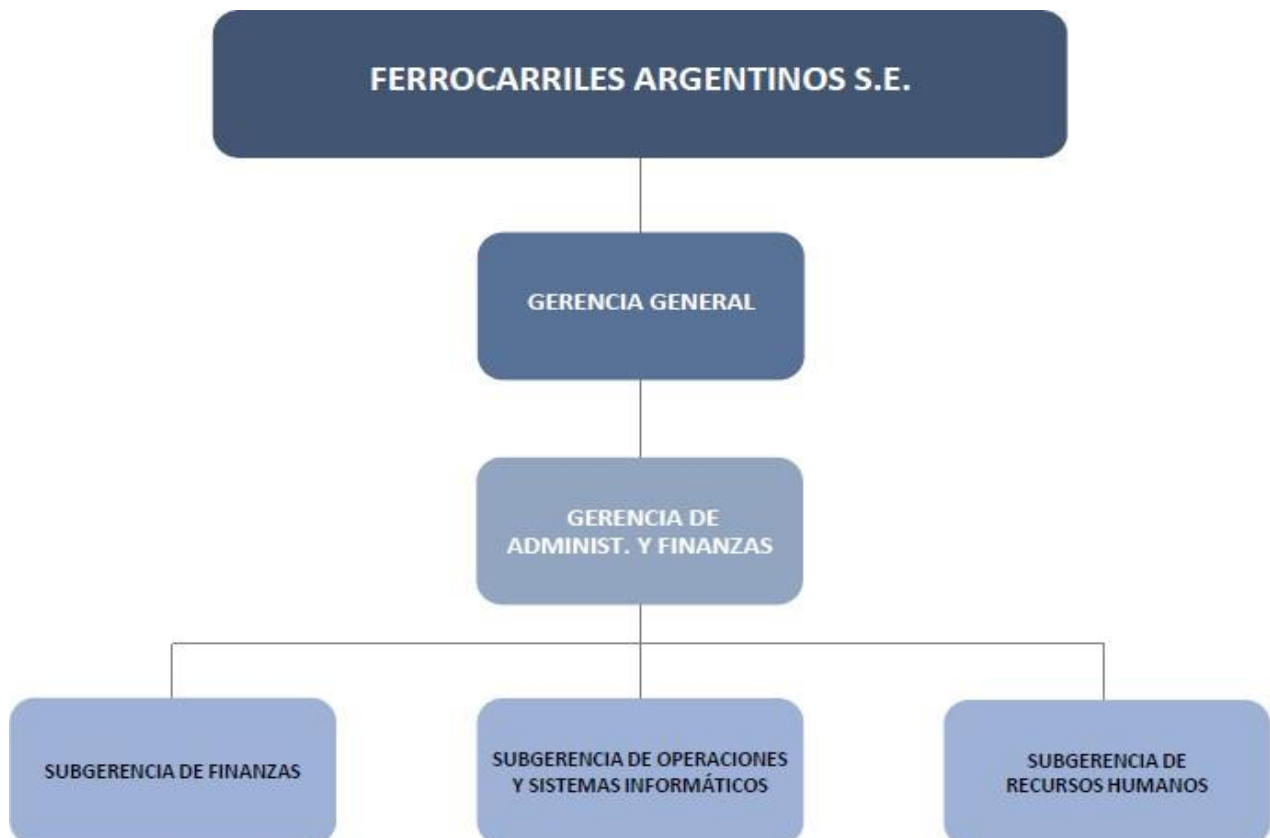 FERROCARRILES ARGENTINOS S.E.
GERENCIA GENERAL
GERENCIA DE
ADMINIST. Y FINANZAS
SUBGERENCIA DE FINANZAS
SUBGERENCIA DE OPERACIONES
Y SISTEMAS INFORMÁTICOS
SUBGERENCIA DE
RECURSOS HUMANOS